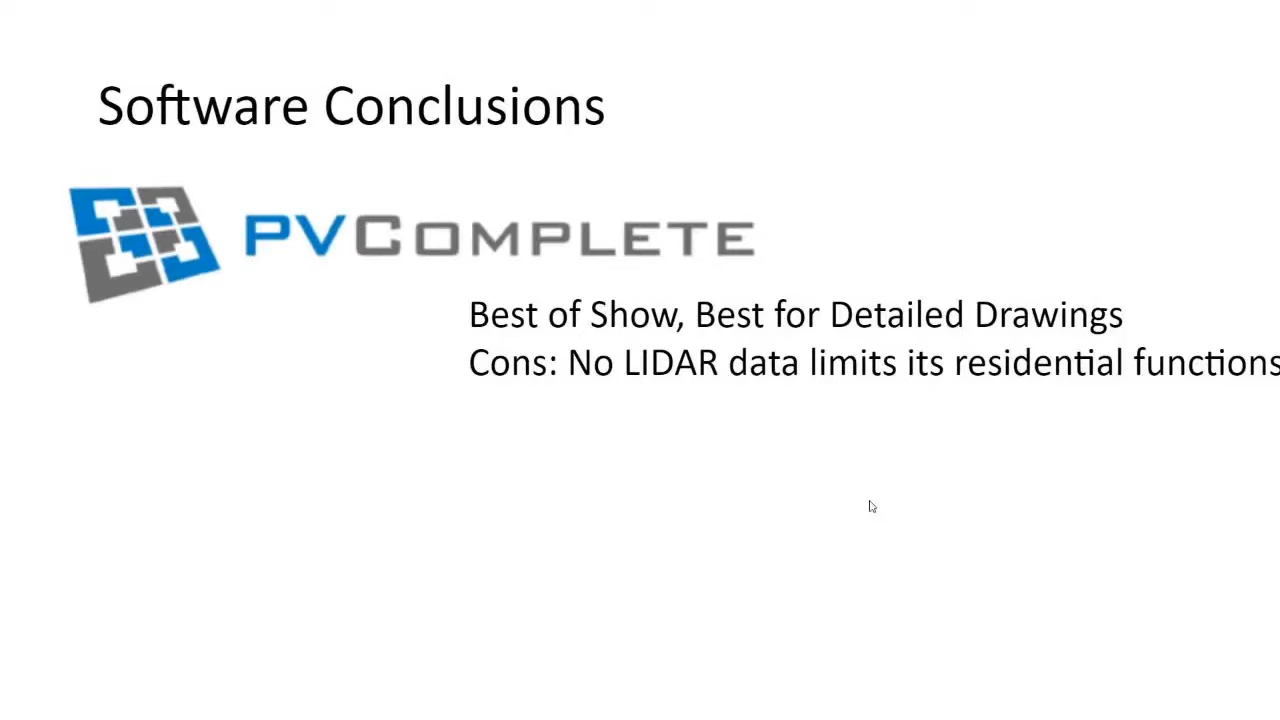 Software Conclusions
PVCOMPLETE
Best of Show, Best for Detailed Drawings
Cons: No LIDAR data limits its residential functions